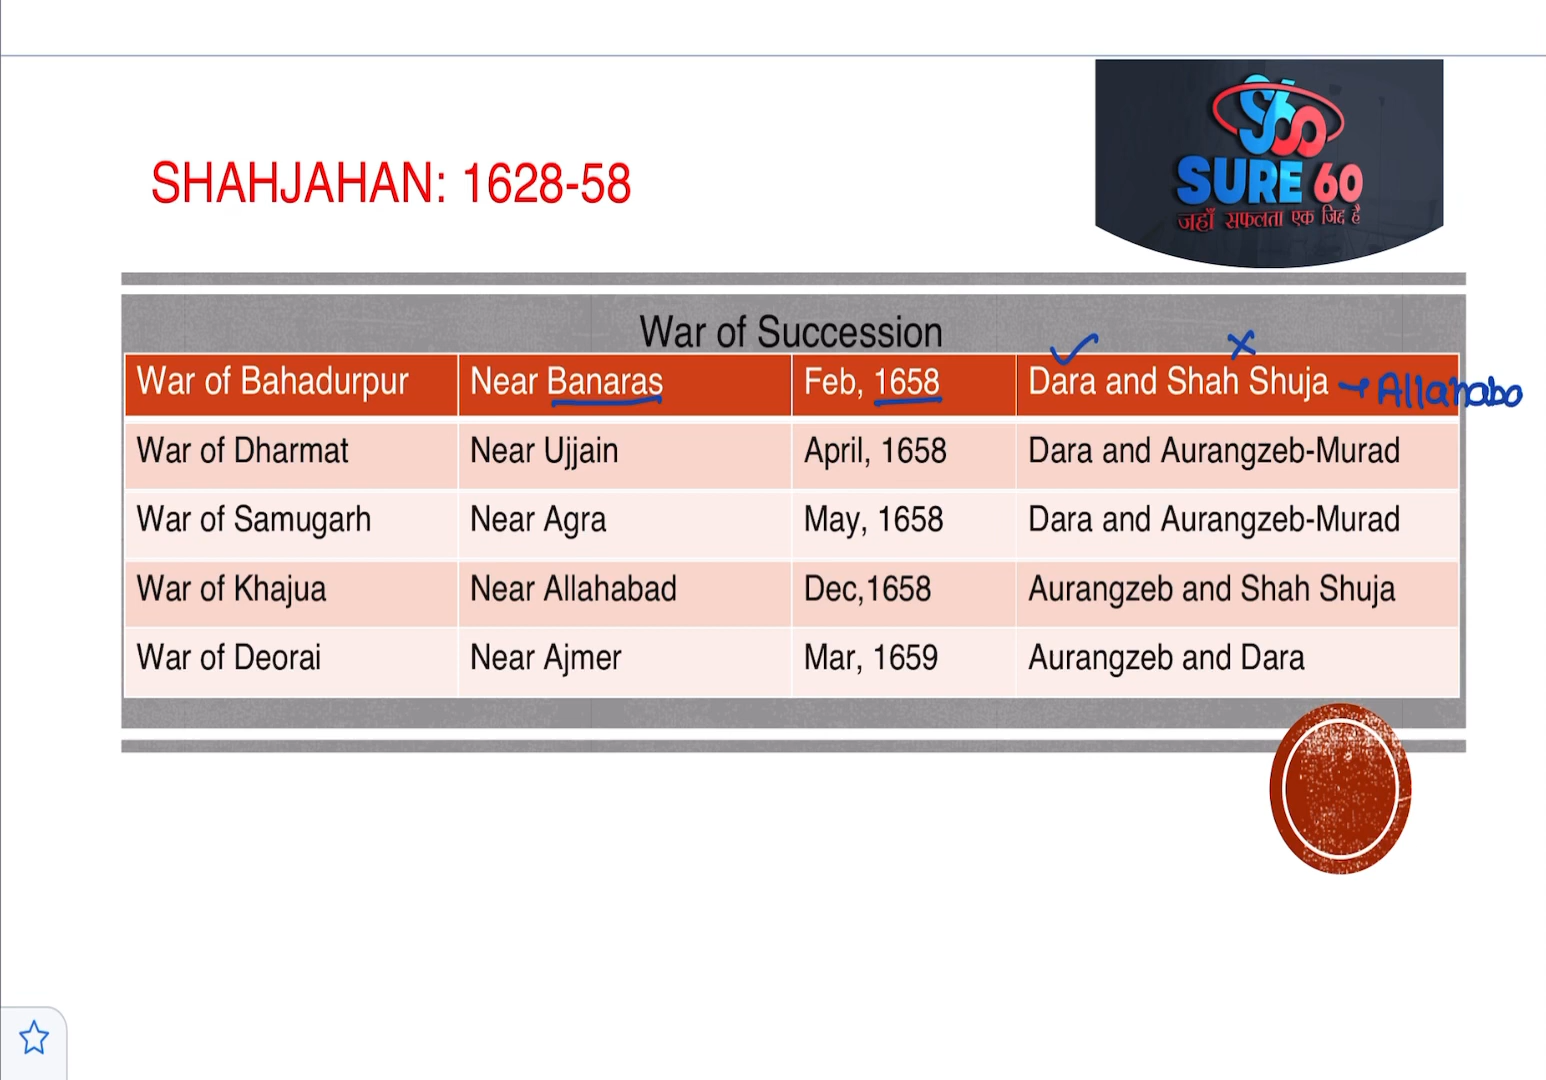 SURE 60
जहाँ सफलता एक जिद्द है
SHAHJAHAN: 1628-58
War of Succession
War of Bahadurpur Near Banaras Feb, 1658 Dara and Shah Shuja → Allahabo
War of Dharmat Near Ujjain April, 1658 Dara and Aurangzeb-Murad
War of Samugarh Near Agra May, 1658 Dara and Aurangzeb-Murad
War of Khajua Near Allahabad Dec,1658 Aurangzeb and Shah Shuja
War of Deorai Near Ajmer Mar, 1659 Aurangzeb and Dara